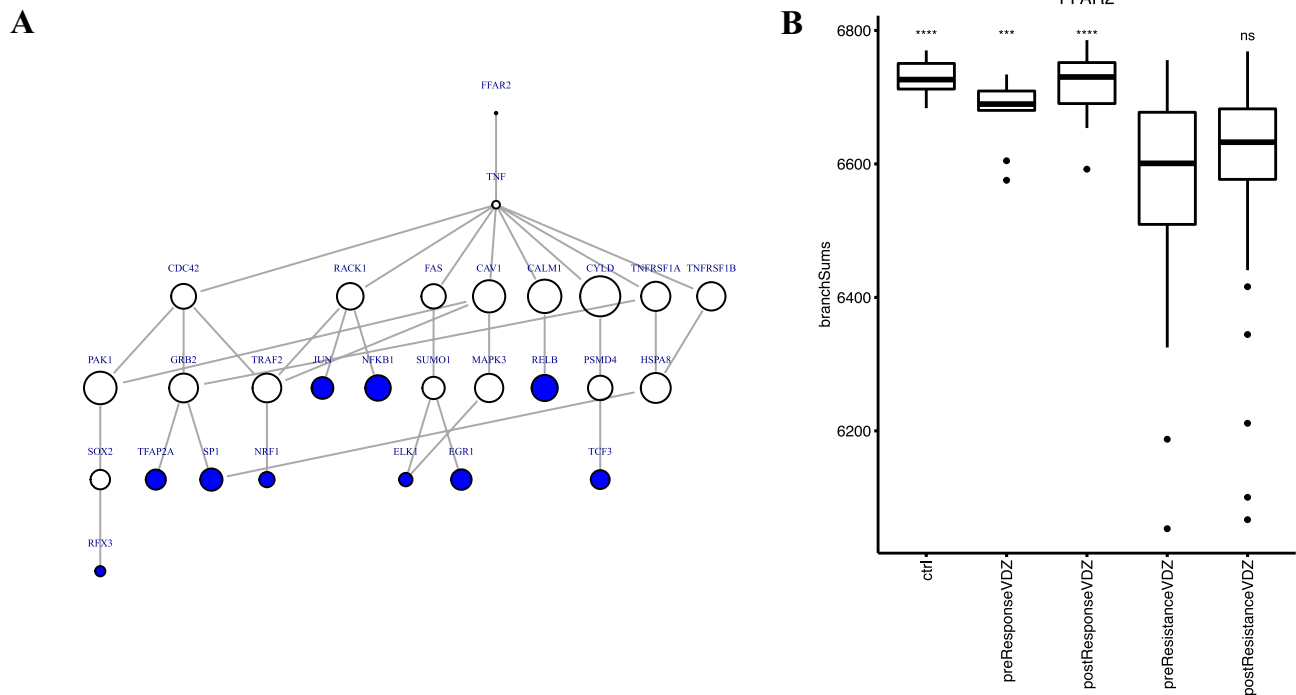 A
B
FFAR2
FFAR2
TNF
CDC42 RACK1 FAS CAV1 CALM1 CYLD TNFRSF1A TNFRSF1B
PAK1 GRB2 TRAF2 JUN NFKB1 SUMO1 MAPK3 RELB PSMD4 HSPA8
SOX2 TFAP2A SP1 NRF1 ELK1 EGR1 TCF3
RFX3
6800
6600
6400
6200
branchSums
**** *** **** ns
ctrl
preResponseVDZ
postResponseVDZ
preResistanceVDZ
postResistanceVDZ